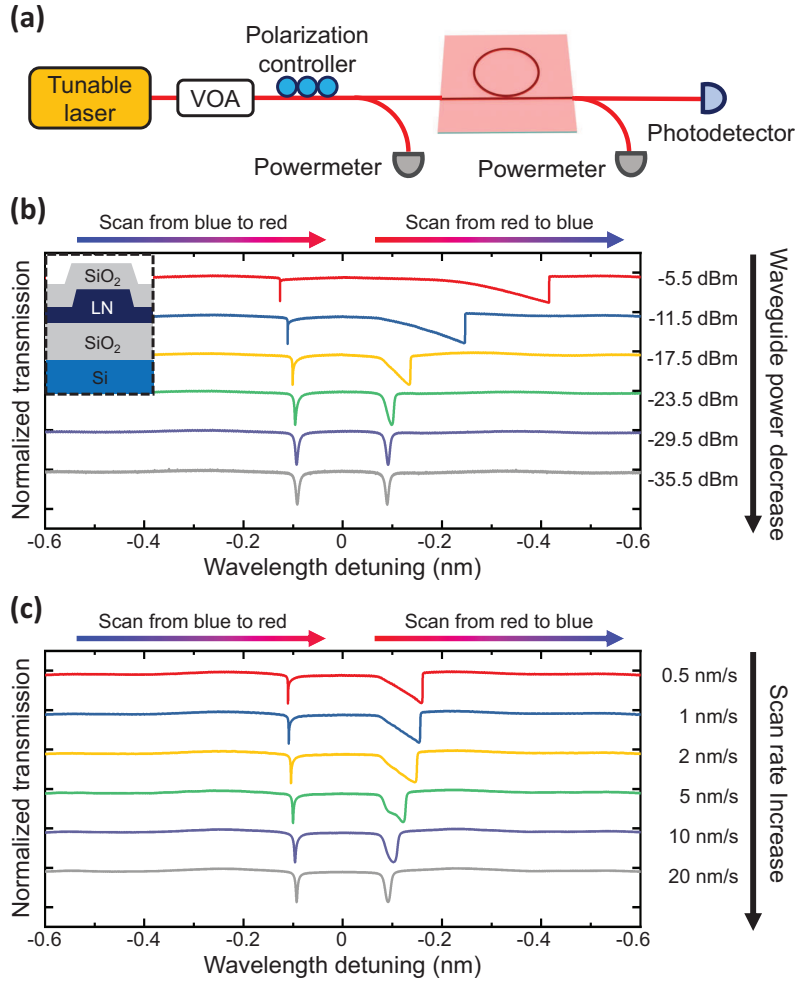 (a)
Polarization
controller
Tunable
laser
VOA
Powermeter
Powermeter
Photodetector
(b)
Scan from blue to red
Scan from red to blue
Normalized transmission
SiO2
LN
SiO2
Si
-5.5 dBm
-11.5 dBm
-17.5 dBm
-23.5 dBm
-29.5 dBm
-35.5 dBm
Waveguide power decrease
-0.6 -0.4 -0.2 0 -0.2 -0.4 -0.6
Wavelength detuning (nm)
(c)
Scan from blue to red
Scan from red to blue
Normalized transmission
0.5 nm/s
1 nm/s
2 nm/s
5 nm/s
10 nm/s
20 nm/s
Scan rate Increase
-0.6 -0.4 -0.2 0 -0.2 -0.4 -0.6
Wavelength detuning (nm)